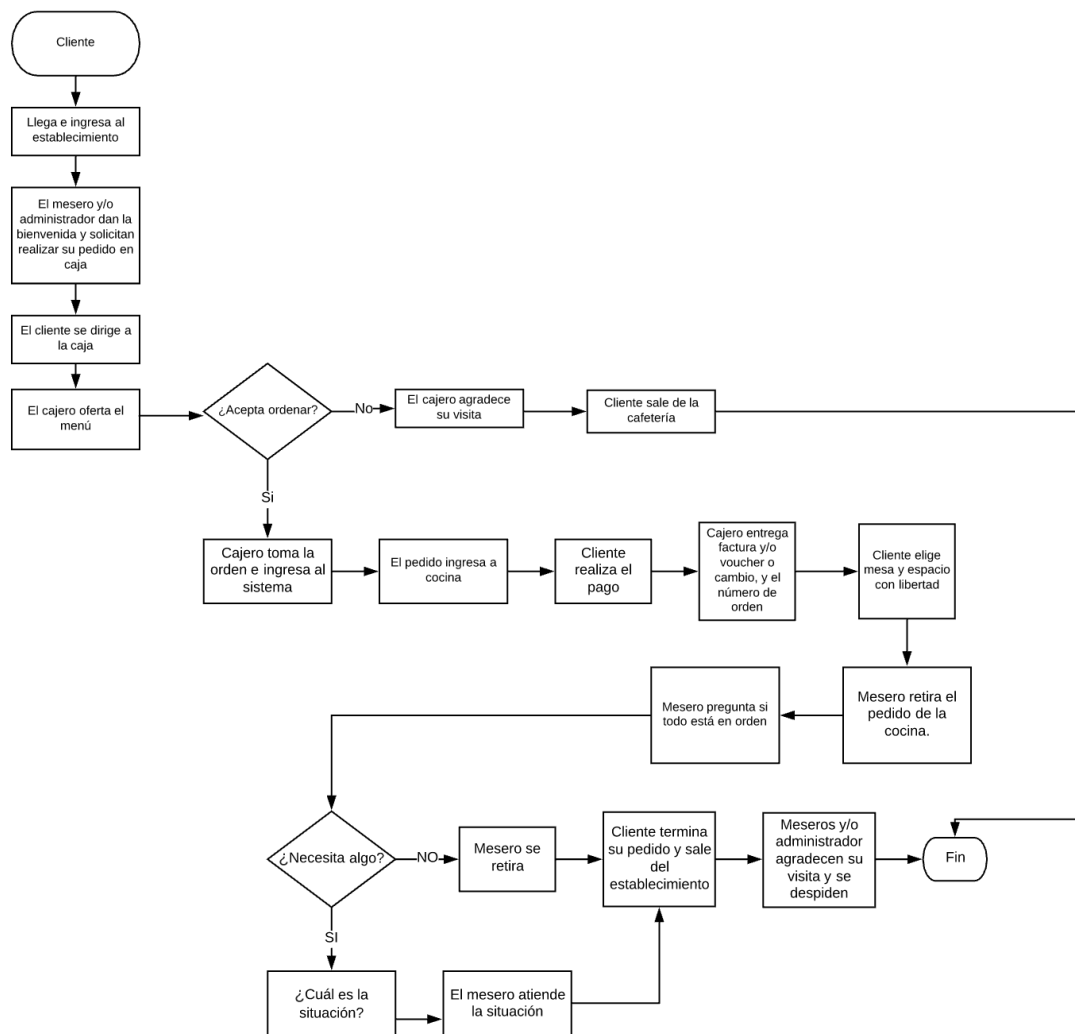 Cliente
Llega e ingresa al
establecimiento
El mesero y/o
administrador dan la
bienvenida y solicitan
realizar su pedido en
caja
El cliente se dirige a
la caja
El cajero oferta el
menú
¿Acepta ordenar?
No
El cajero agradece
su visita
Cliente sale de la
cafetería
Si
Cajero toma la
orden e ingresa al
sistema
El pedido ingresa a
cocina
Cliente
realiza el
pago
Cajero entrega
factura y/o
voucher o
cambio, y el
número de
orden
Cliente elige
mesa y espacio
con libertad
Mesero retira el
pedido de la
cocina.
Mesero pregunta si
todo está en orden
¿Necesita algo?
NO
Mesero se
retira
Cliente termina
su pedido y sale
del
establecimiento
Meseros y/o
administrador
agradecen su
visita y se
despiden
Fin
SI
¿Cuál es la
situación?
El mesero atiende
la situación